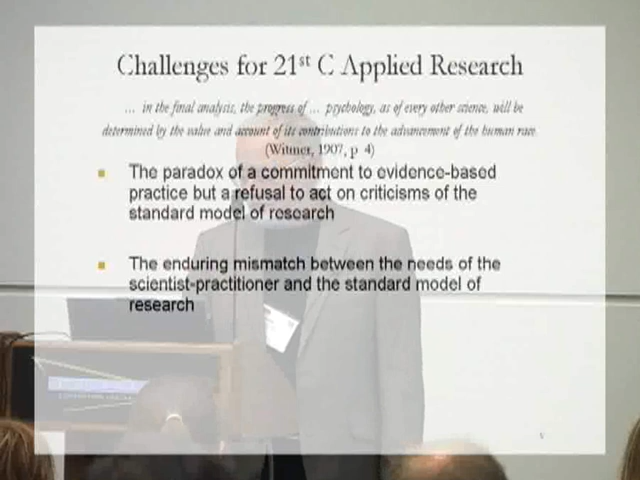 Challenges for 21st C Applied Research
... in the final analysis, the progress of ... psychology, as of every other science, will be
determined by the value and account of its contributions to the advancement of the human race
(Witmer, 1907, p 4)
The paradox of a commitment to evidence-based
practice but a refusal to act on criticisms of the
standard model of research
The enduring mismatch between the needs of the
scientist-practitioner and the standard model of
research